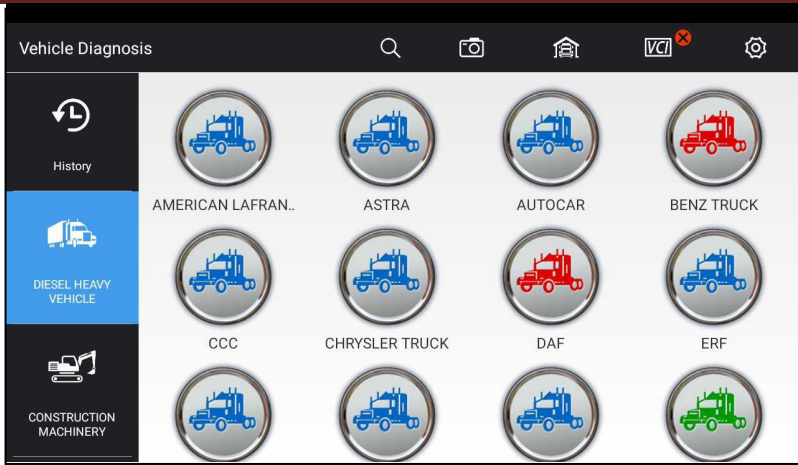 Vehicle Diagnosis
VCI
History
AMERICAN LAFRAN..
ASTRA
AUTOCAR
BENZ TRUCK
DIESEL HEAVY
VEHICLE
CCC
CHRYSLER TRUCK
DAF
ERF
CONSTRUCTION
MACHINERY